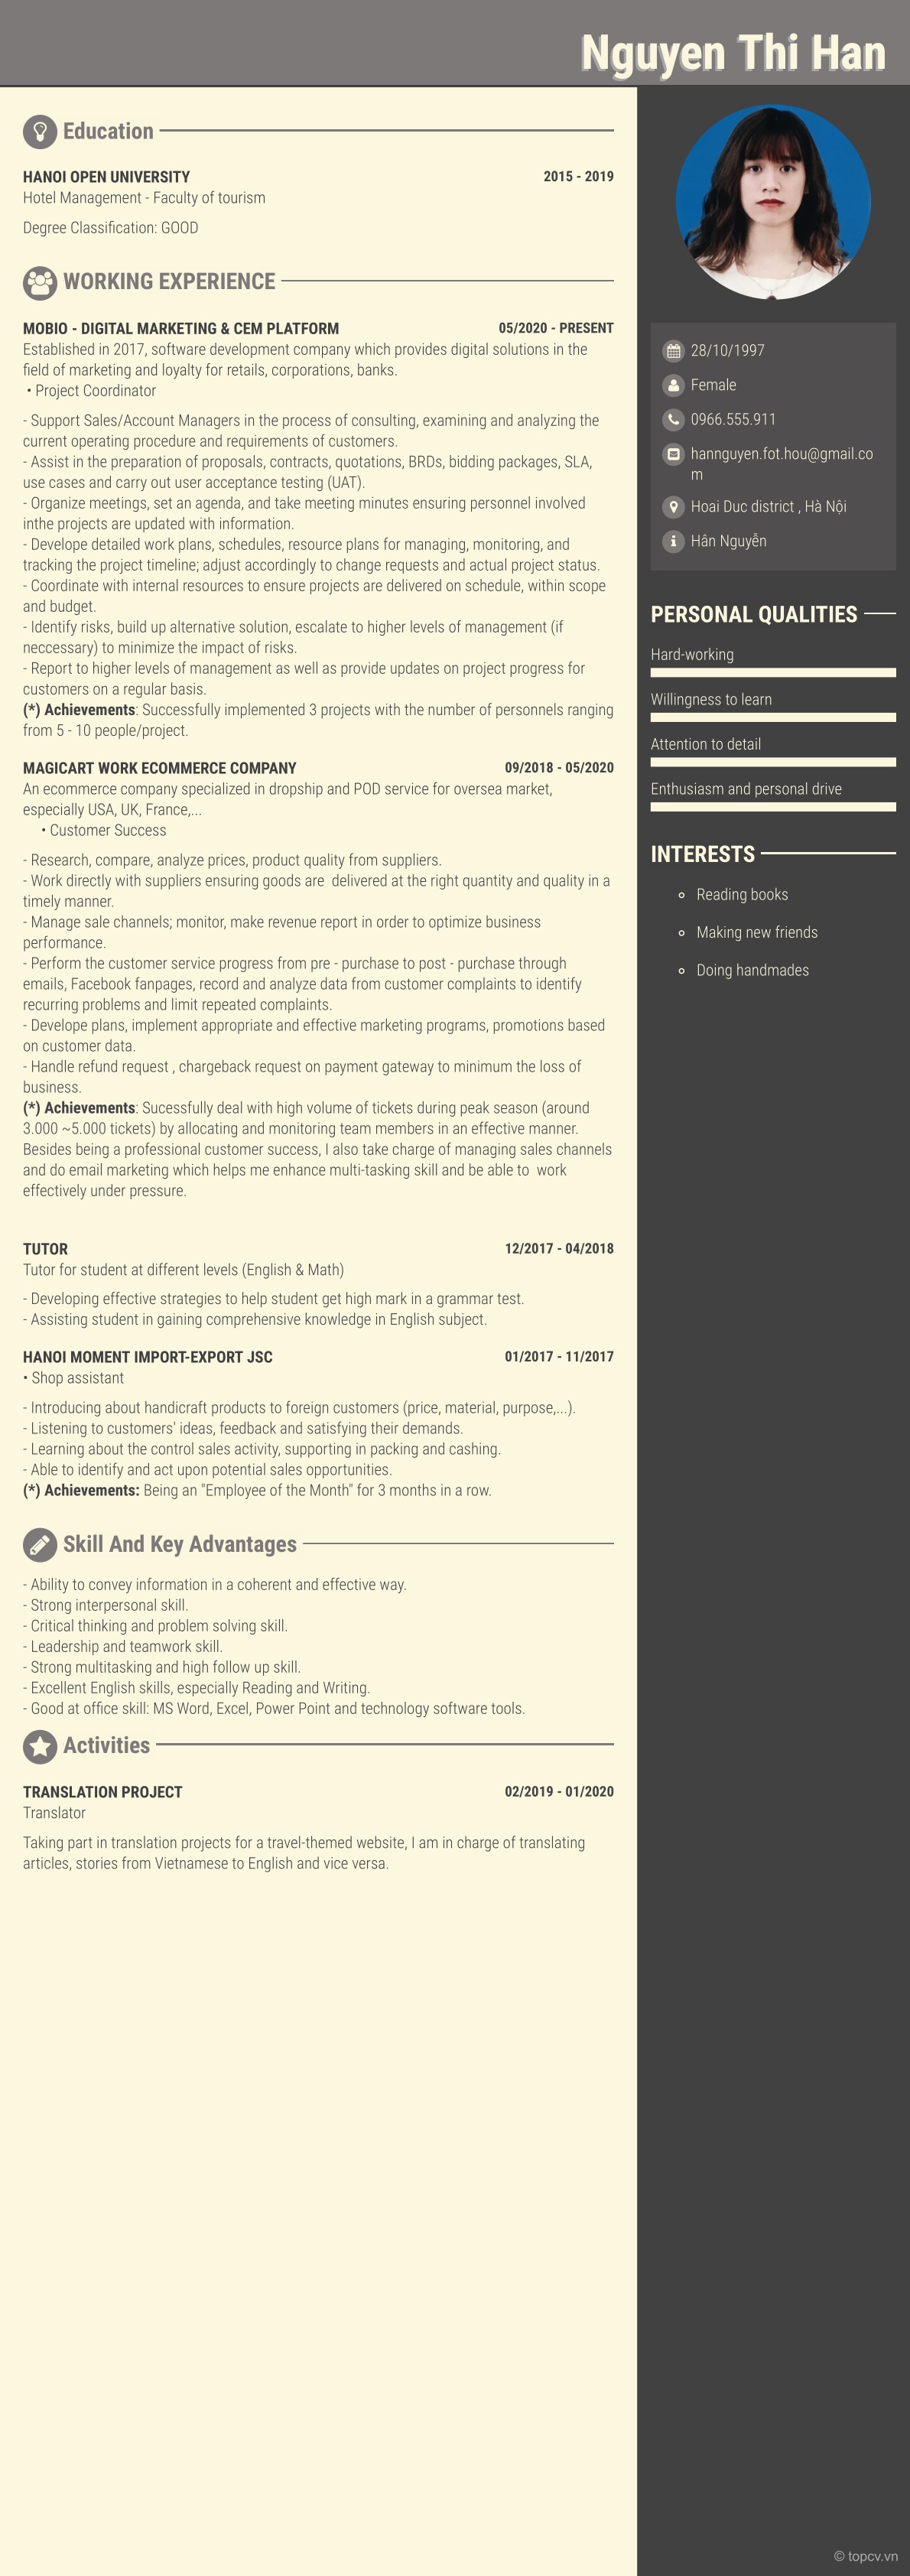 Nguyen Thi Han
Education
HANOI OPEN UNIVERSITY 2015 - 2019
Hotel Management - Faculty of tourism
Degree Classification: GOOD
WORKING EXPERIENCE
MOBIO - DIGITAL MARKETING & CEM PLATFORM 05/2020 - PRESENT
Established in 2017, software development company which provides digital solutions in the
field of marketing and loyalty for retails, corporations, banks.
• Project Coordinator
- Support Sales/Account Managers in the process of consulting, examining and analyzing the
current operating procedure and requirements of customers.
- Assist in the preparation of proposals, contracts, quotations, BRDs, bidding packages, SLA,
use cases and carry out user acceptance testing (UAT).
- Organize meetings, set an agenda, and take meeting minutes ensuring personnel involved
inthe projects are updated with information.
- Develope detailed work plans, schedules, resource plans for managing, monitoring, and
tracking the project timeline; adjust accordingly to change requests and actual project status.
- Coordinate with internal resources to ensure projects are delivered on schedule, within scope
and budget.
- Identify risks, build up alternative solution, escalate to higher levels of management (if
neccessary) to minimize the impact of risks.
- Report to higher levels of management as well as provide updates on project progress for
customers on a regular basis.
(*) Achievements: Successfully implemented 3 projects with the number of personnels ranging
from 5 - 10 people/project.
MAGICART WORK ECOMMERCE COMPANY 09/2018 - 05/2020
An ecommerce company specialized in dropship and POD service for oversea market,
especially USA, UK, France,...
• Customer Success
- Research, compare, analyze prices, product quality from suppliers.
- Work directly with suppliers ensuring goods are  delivered at the right quantity and quality in a
timely manner.
- Manage sale channels; monitor, make revenue report in order to optimize business
performance.
- Perform the customer service progress from pre - purchase to post - purchase through
emails, Facebook fanpages, record and analyze data from customer complaints to identify
recurring problems and limit repeated complaints.
- Develope plans, implement appropriate and effective marketing programs, promotions based
on customer data.
- Handle refund request , chargeback request on payment gateway to minimum the loss of
business.
(*) Achievements: Sucessfully deal with high volume of tickets during peak season (around
3.000 ~5.000 tickets) by allocating and monitoring team members in an effective manner.
Besides being a professional customer success, I also take charge of managing sales channels
and do email marketing which helps me enhance multi-tasking skill and be able to  work
effectively under pressure.
TUTOR 12/2017 - 04/2018
Tutor for student at different levels (English & Math)
- Developing effective strategies to help student get high mark in a grammar test.
- Assisting student in gaining comprehensive knowledge in English subject.
HANOI MOMENT IMPORT-EXPORT JSC 01/2017 - 11/2017
• Shop assistant
- Introducing about handicraft products to foreign customers (price, material, purpose,...).
- Listening to customers' ideas, feedback and satisfying their demands.
- Learning about the control sales activity, supporting in packing and cashing.
- Able to identify and act upon potential sales opportunities.
(*) Achievements: Being an "Employee of the Month" for 3 months in a row.
Skill And Key Advantages
- Ability to convey information in a coherent and effective way.
- Strong interpersonal skill.
- Critical thinking and problem solving skill.
- Leadership and teamwork skill.
- Strong multitasking and high follow up skill.
- Excellent English skills, especially Reading and Writing.
- Good at office skill: MS Word, Excel, Power Point and technology software tools.
Activities
TRANSLATION PROJECT 02/2019 - 01/2020
Translator
Taking part in translation projects for a travel-themed website, I am in charge of translating
articles, stories from Vietnamese to English and vice versa.
28/10/1997
Female
0966.555.911
hannguyen.fot.hou@gmail.co
m
Hoai Duc district , Hà Nội
Hân Nguyễn
PERSONAL QUALITIES
Hard-working
Willingness to learn
Attention to detail
Enthusiasm and personal drive
INTERESTS
Reading books
Making new friends
Doing handmades
© topcv.vn